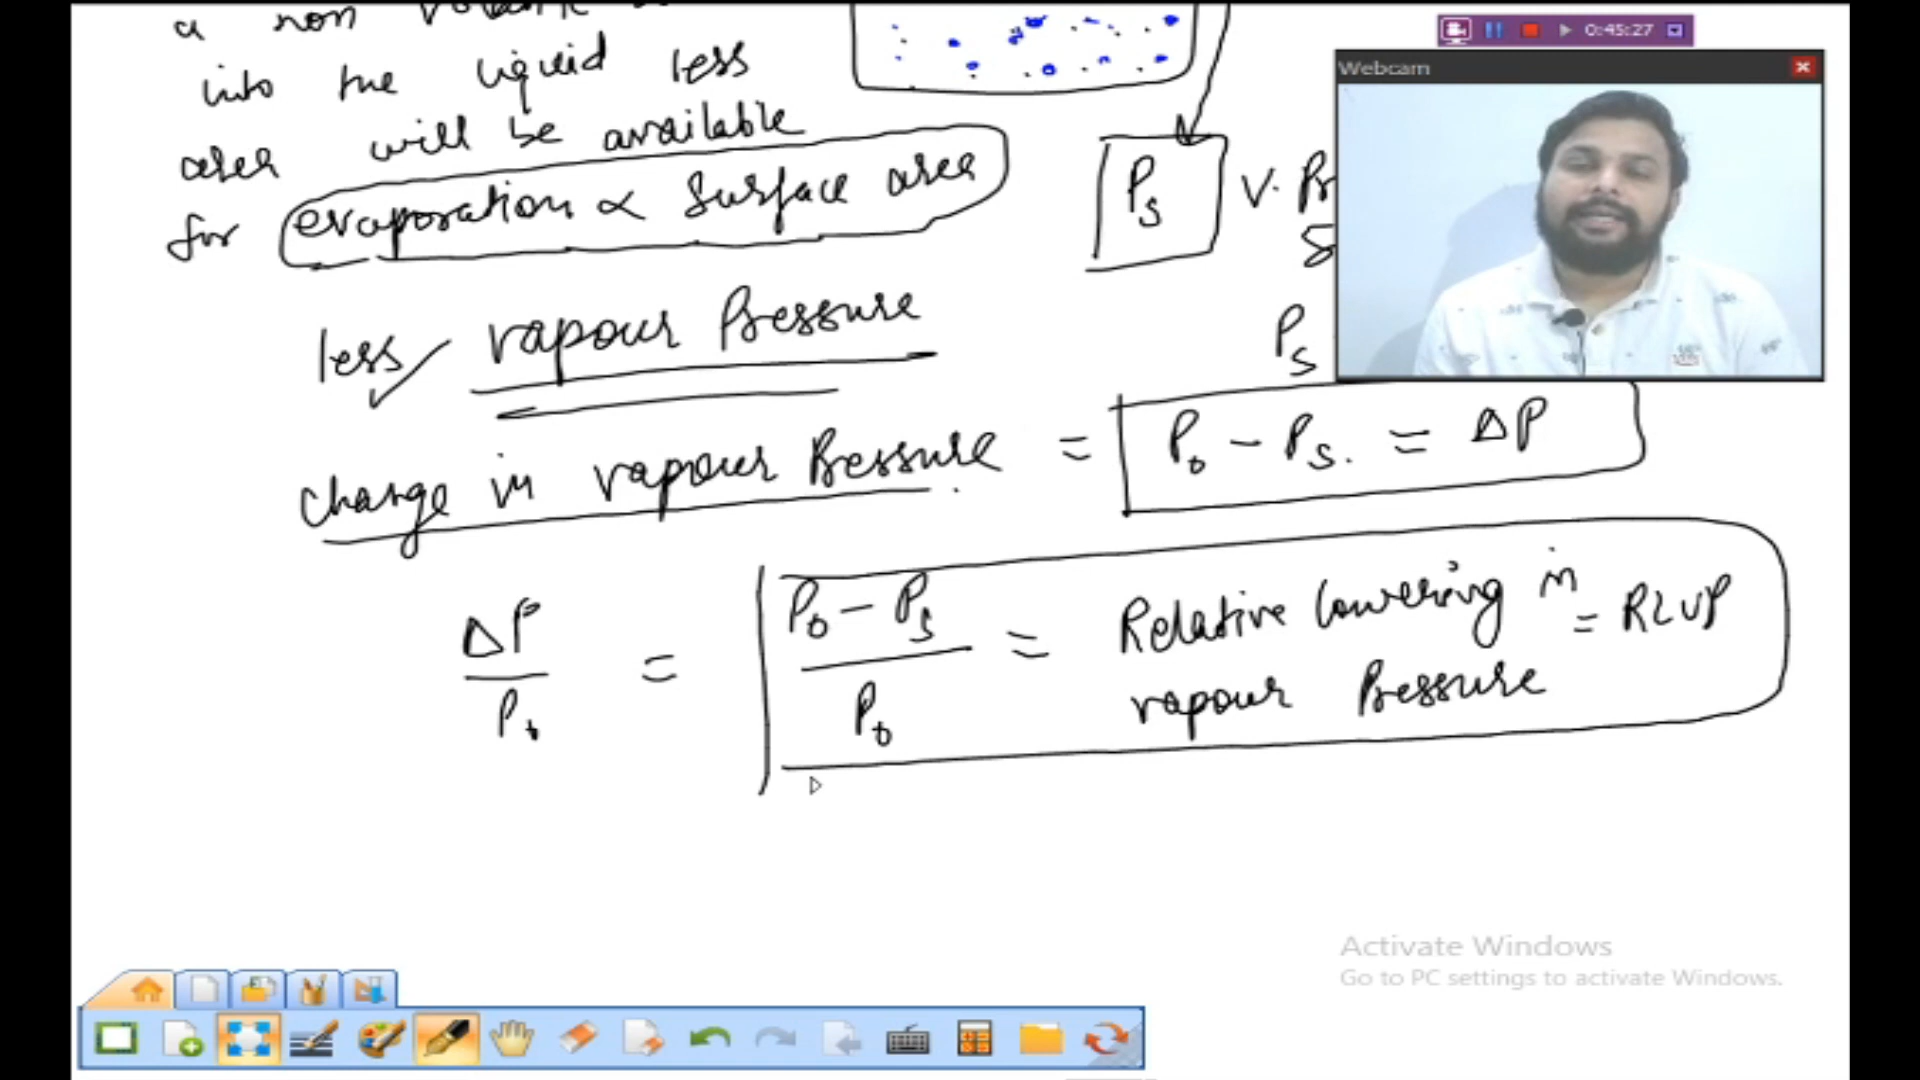 a non
into the liquid less
area will be available
for evaporation ∝ Surface area
less vapour Pressure
change in vapour Pressure = P₀ - Pₛ. = ΔP
ΔP/P₀ = (P₀ - Pₛ)/P₀ = Relative lowering in vapour Pressure = RLVP
Pₛ V. Pr
Pₛ
0:45:27
Webcam
Activate Windows
Go to PC settings to activate Windows.